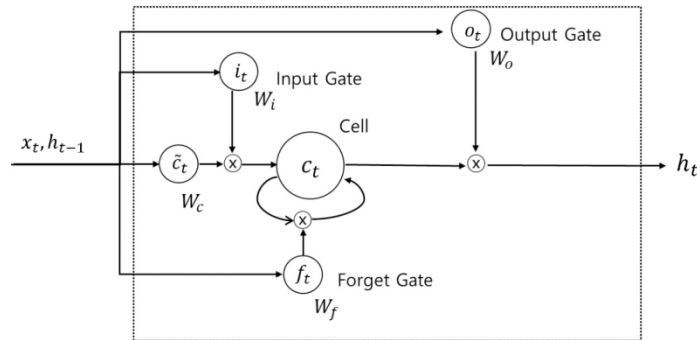 o_t Output Gate
W_o
i_t Input Gate
W_i
Cell
x_t, h_{t−1}
c̃_t x c_t x h_t
W_c
x
f_t Forget Gate
W_f